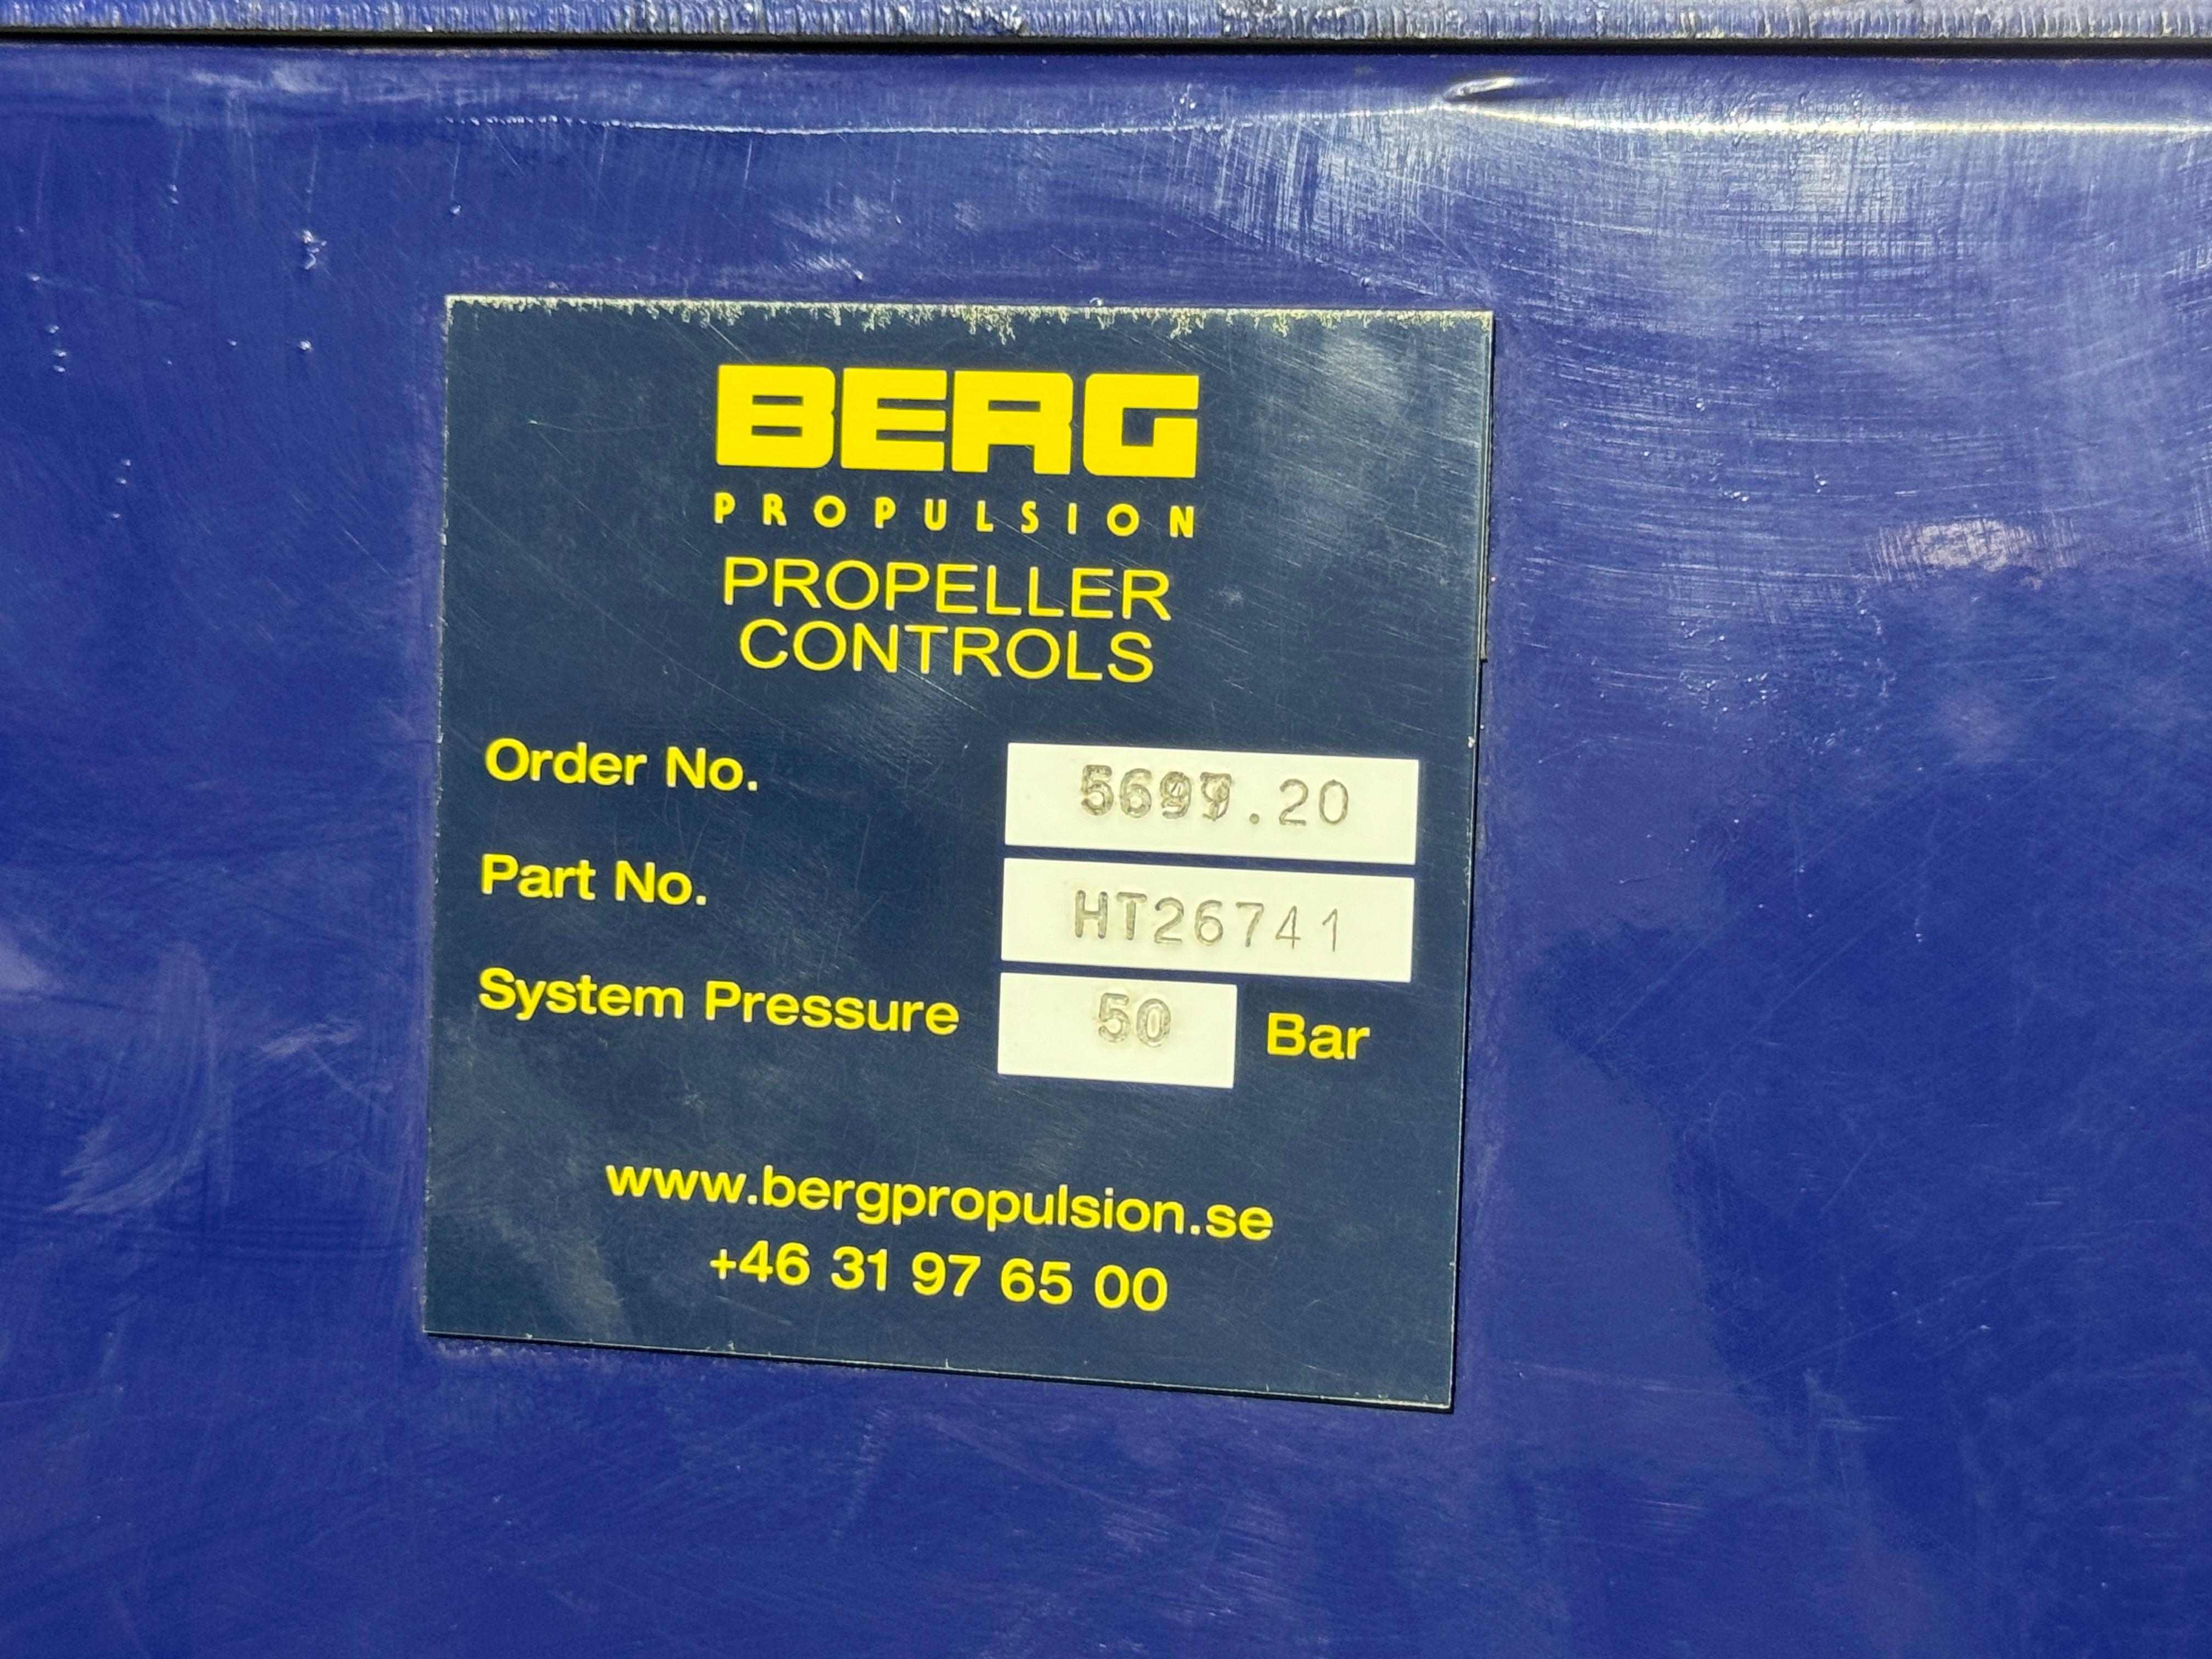 BERG
PROPULSION
PROPELLER
CONTROLS
Order No.
Part No. HT26741
System Pressure 50 Bar
www.bergpropulsion.se
+46 31 97 65 00